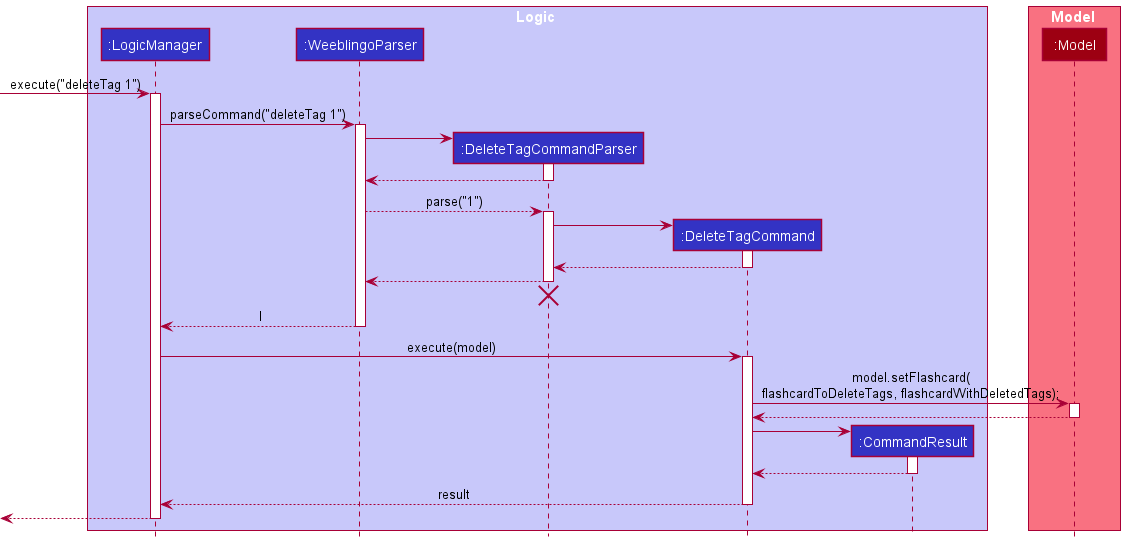 Logic
Model
:LogicManager
:WeeblingoParser
:Model
execute("deleteTag 1")
parseCommand("deleteTag 1")
:DeleteTagCommandParser
parse("1")
:DeleteTagCommand
l
execute(model)
model.setFlashcard(
flashcardToDeleteTags, flashcardWithDeletedTags);
:CommandResult
result